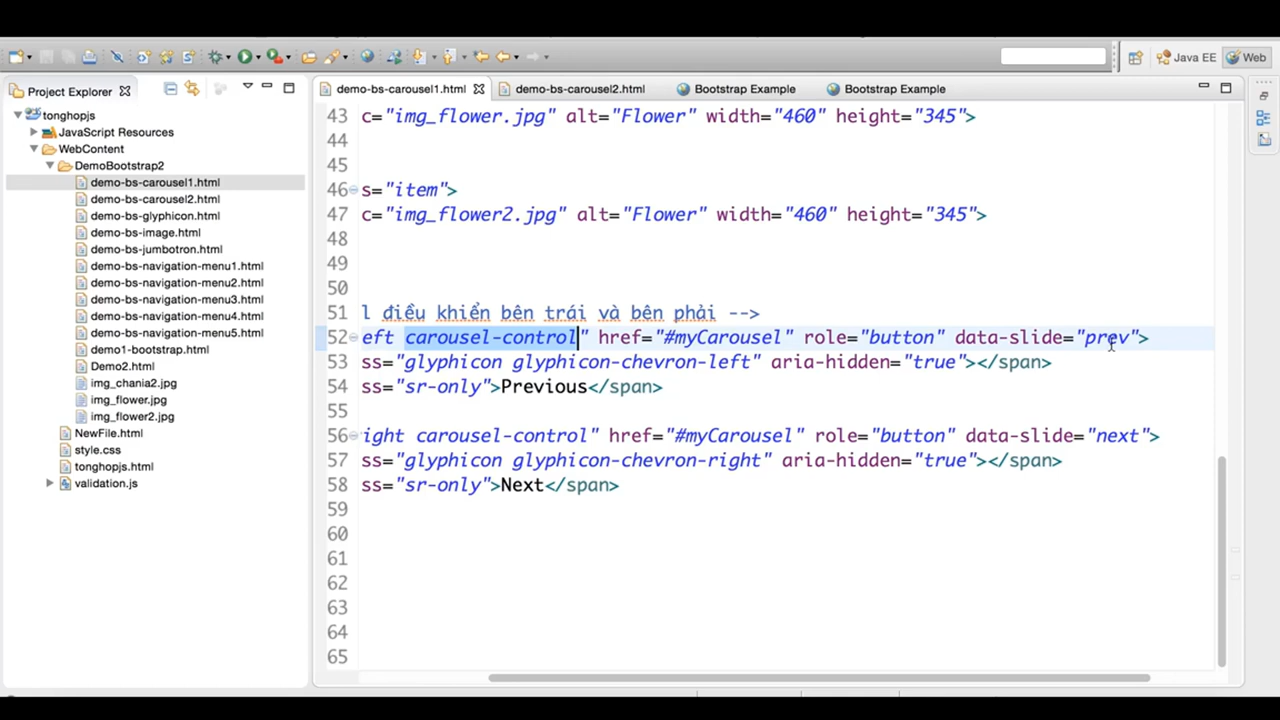 Java EE
Web
Project Explorer
demo-bs-carousel1.html
demo-bs-carousel2.html
Bootstrap Example
Bootstrap Example
tonghopjs
JavaScript Resources
WebContent
DemoBootstrap2
demo-bs-carousel1.html
demo-bs-carousel2.html
demo-bs-glyphicon.html
demo-bs-image.html
demo-bs-jumbotron.html
demo-bs-navigation-menu1.html
demo-bs-navigation-menu2.html
demo-bs-navigation-menu3.html
demo-bs-navigation-menu4.html
demo-bs-navigation-menu5.html
demo1-bootstrap.html
Demo2.html
img_chania2.jpg
img_flower.jpg
img_flower2.jpg
NewFile.html
style.css
tonghopjs.html
validation.js
43 c="img_flower.jpg" alt="Flower" width="460" height="345">
44
45
46 s="item">
47 c="img_flower2.jpg" alt="Flower" width="460" height="345">
48
49
50
51 l điều khiển bên trái và bên phải -->
52 eft carousel-control" href="#myCarousel" role="button" data-slide="prev">
53 ss="glyphicon glyphicon-chevron-left" aria-hidden="true"></span>
54 ss="sr-only">Previous</span>
55
56 ight carousel-control" href="#myCarousel" role="button" data-slide="next">
57 ss="glyphicon glyphicon-chevron-right" aria-hidden="true"></span>
58 ss="sr-only">Next</span>
59
60
61
62
63
64
65